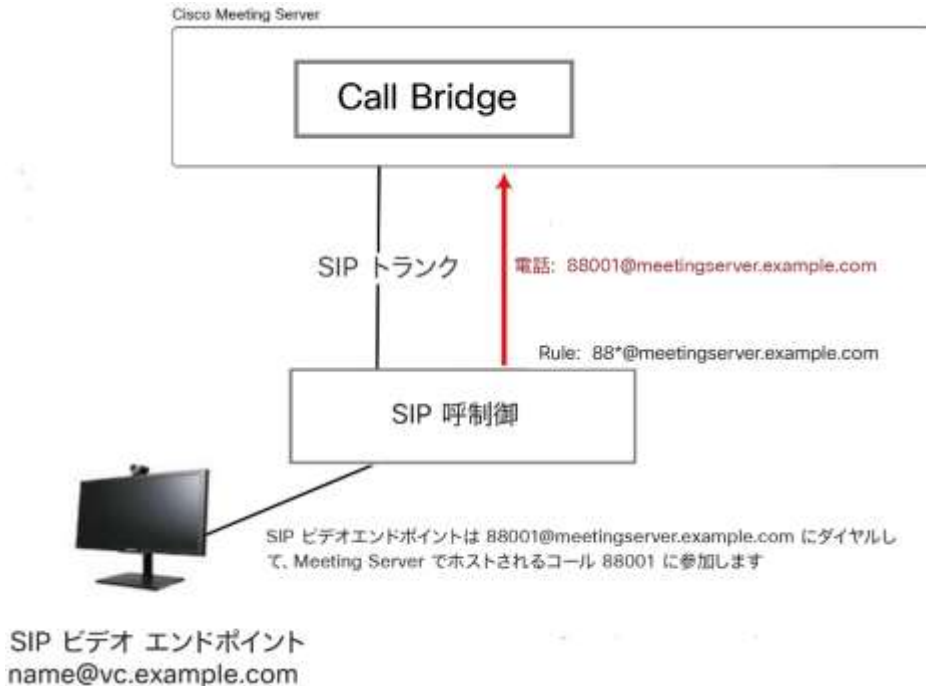 Cisco Meeting Server
Call Bridge
SIP トランク
電話: 88001@meetingserver.example.com
Rule: 88*@meetingserver.example.com
SIP 呼制御
SIP ビデオエンドポイントは 88001@meetingserver.example.com にダイヤルし
て、Meeting Server でホストされるコール 88001 に参加します
SIP ビデオ エンドポイント
name@vc.example.com